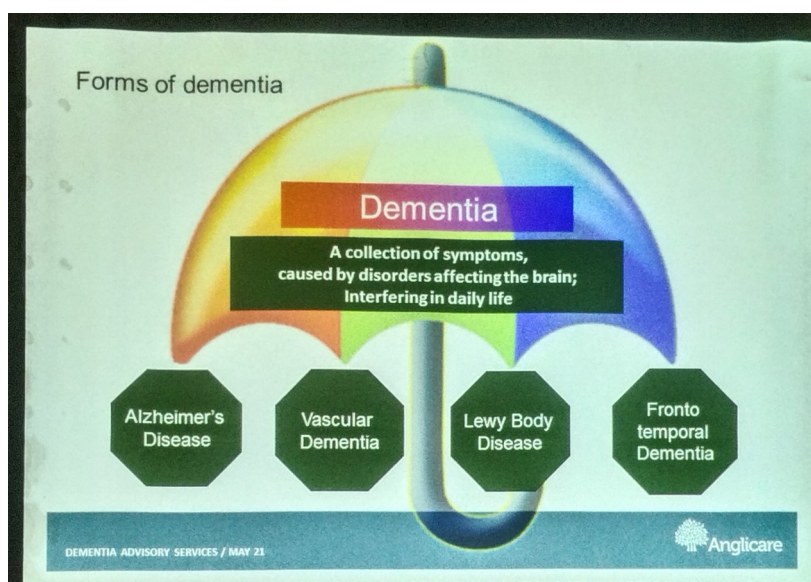 Forms of dementia
Dementia
A collection of symptoms,
caused by disorders affecting the brain;
Interfering in daily life
Alzheimer's
Disease
Vascular
Dementia
Lewy Body
Disease
Fronto
temporal
Dementia
DEMENTIA ADVISORY SERVICES / MAY 21
Anglicare